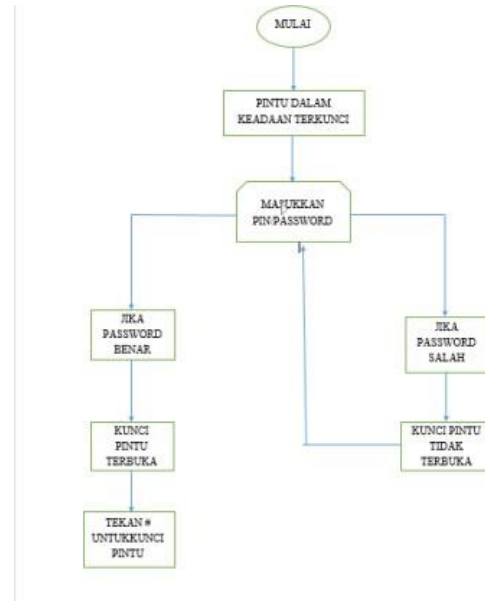 MULAI
PINTU DALAM
KEADAAN TERKUNCI
MASUKKAN
PIN/PASSWORD
JIKA
PASSWORD
BENAR
JIKA
PASSWORD
SALAH
KUNCI
PINTU
TERBUKA
KUNCI PINTU
TIDAK
TERBUKA
TEKAN #
UNTUKKUNCI
PINTU